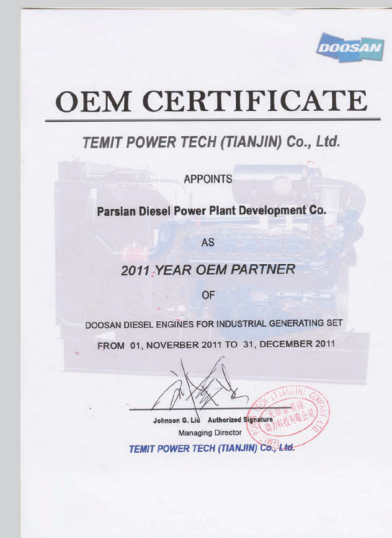 DOOSAN
OEM CERTIFICATE
TEMIT POWER TECH (TIANJIN) Co., Ltd.
APPOINTS
Parsian Diesel Power Plant Development Co.
AS
2011 YEAR OEM PARTNER
OF
DOOSAN DIESEL ENGINES FOR INDUSTRIAL GENERATING SET
FROM 01, NOVERBER 2011 TO 31, DECEMBER 2011
Johnson G. Liu Authorized Signature
Managing Director
TEMIT POWER TECH (TIANJIN) Co., Ltd.